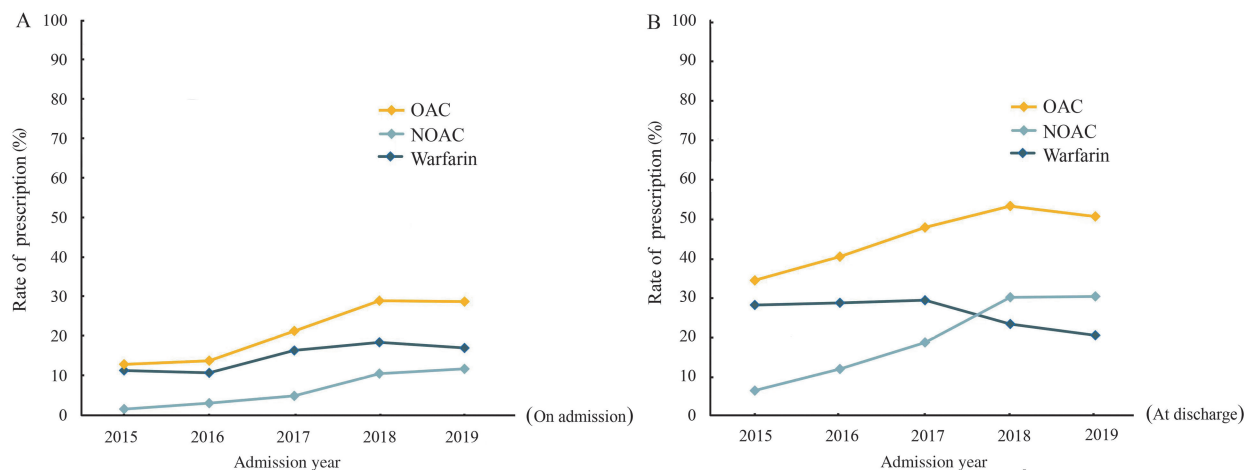 A
100
90
80
70
60
50
40
30
20
10
0
Rate of prescription (%)
OAC
NOAC
Warfarin
2015 2016 2017 2018 2019
(On admission)
Admission year
B
100
90
80
70
60
50
40
30
20
10
0
Rate of prescription (%)
OAC
NOAC
Warfarin
2015 2016 2017 2018 2019
(At discharge)
Admission year